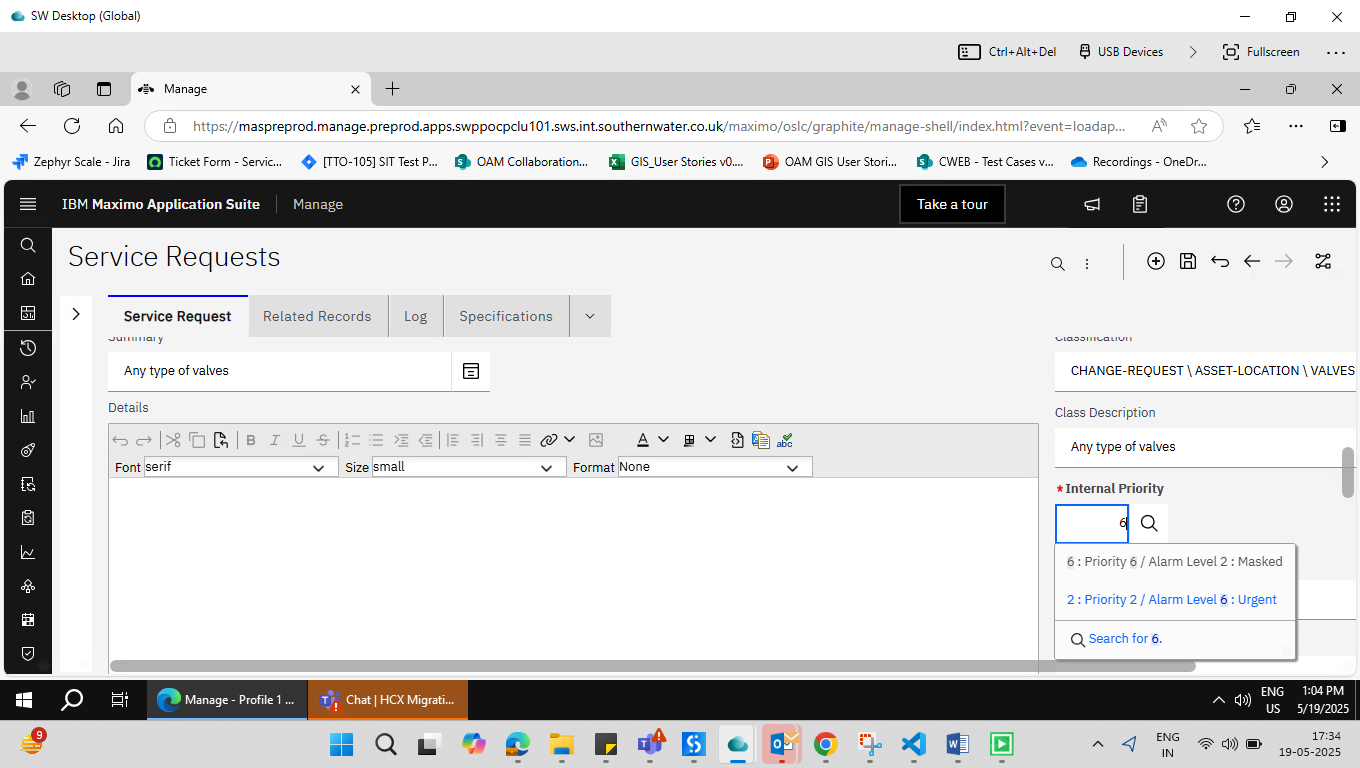 SW Desktop (Global)
Ctrl+Alt+Del USB Devices Fullscreen
Manage
https://maspreprod.manage.preprod.apps.swppocpclu101.sws.int.southernwater.co.uk/maximo/oslc/graphite/manage-shell/index.html?event=loadap...
Zephyr Scale - Jira Ticket Form - Servic... [TTO-105] SIT Test P... OAM Collaboration... GIS_User Stories v0.... OAM GIS User Stori... CWEB - Test Cases v... Recordings - OneDr...
IBM Maximo Application Suite Manage Take a tour
Service Requests
Service Request Related Records Log Specifications
Summary
Classification
Any type of valves
CHANGE-REQUEST \ ASSET-LOCATION \ VALVES
Details
Class Description
Any type of valves
Font serif Size small Format None
* Internal Priority
6
6 : Priority 6 / Alarm Level 2 : Masked
2 : Priority 2 / Alarm Level 6 : Urgent
Search for 6.
Manage - Profile 1 ... Chat | HCX Migrati...
ENG
US
1:04 PM
5/19/2025
9
ENG
IN
17:34
19-05-2025